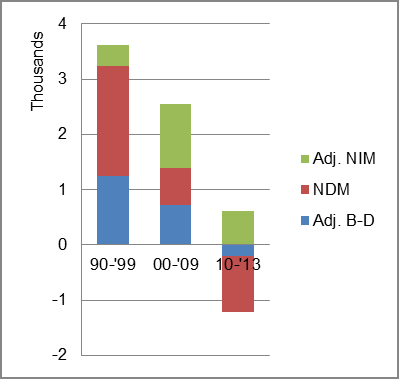 4
3
2
1
0
-1
-2
Thousands
90-'99
00-'09
10-'13
Adj. NIM
NDM
Adj. B-D